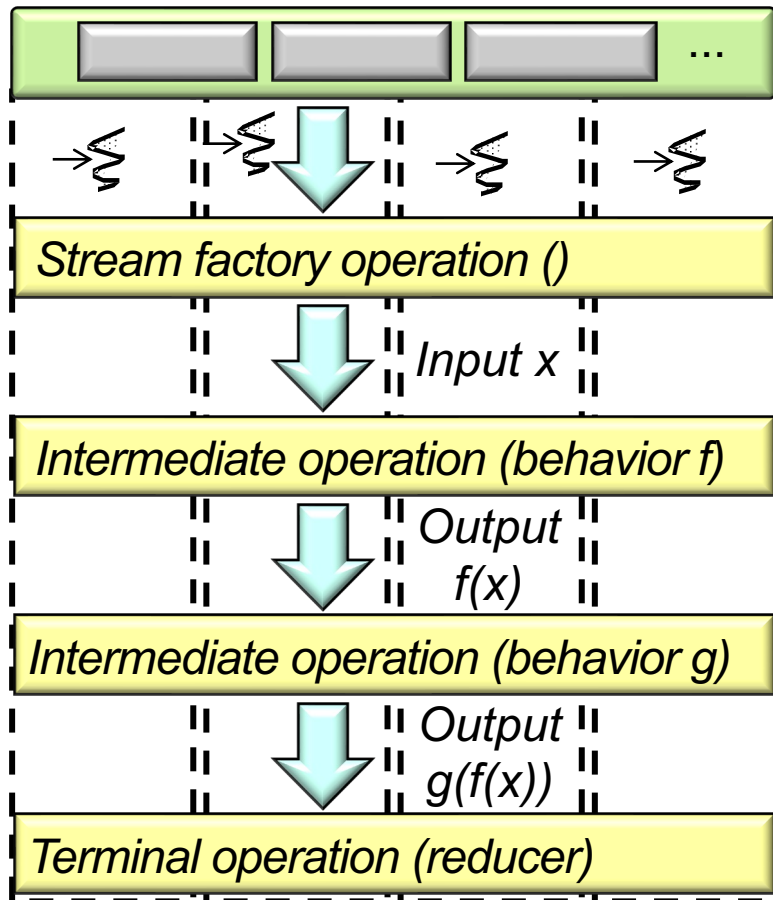 ...
Stream factory operation ()
Input x
Intermediate operation (behavior f)
Output
f(x)
Intermediate operation (behavior g)
Output
g(f(x))
Terminal operation (reducer)